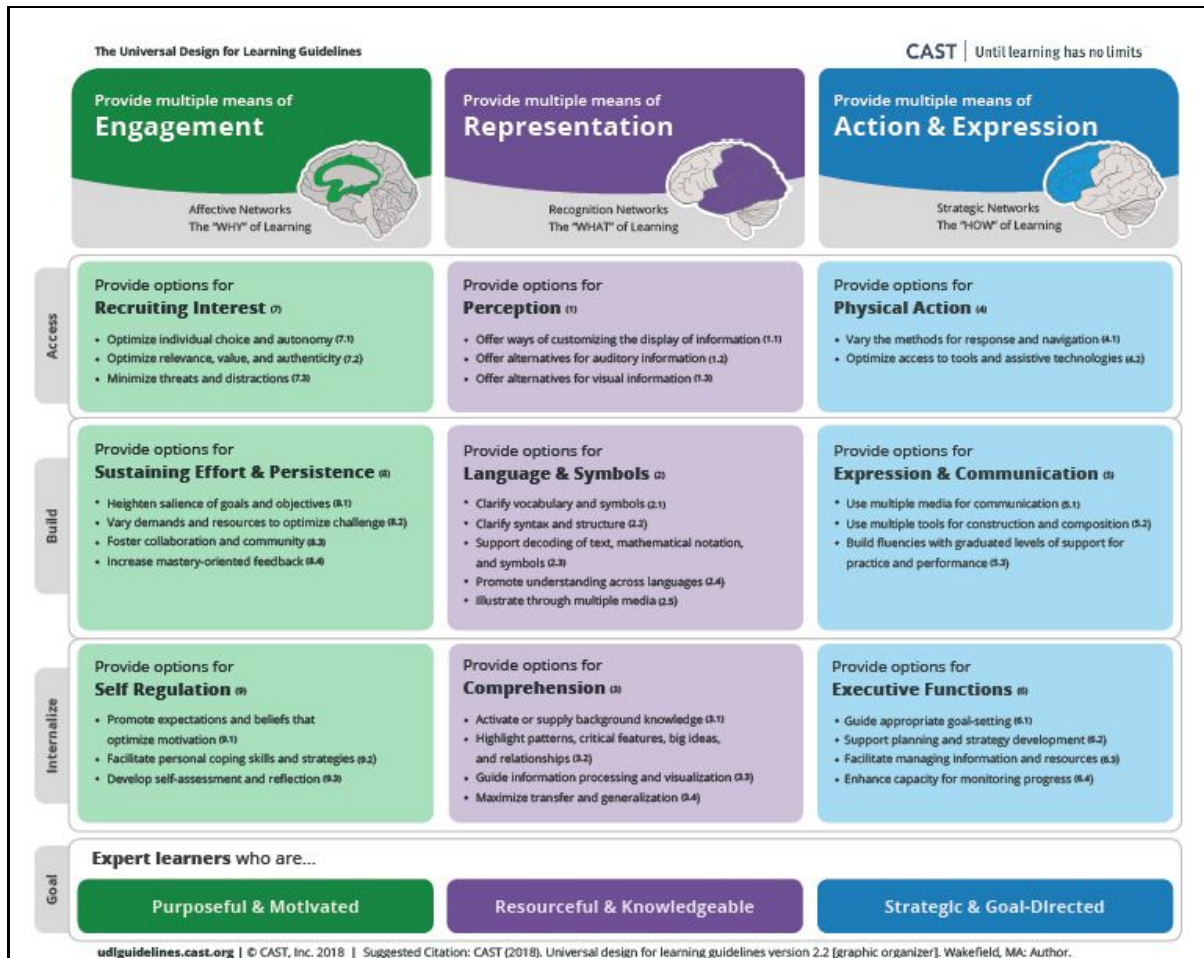 The Universal Design for Learning Guidelines
CAST | Until learning has no limits
Provide multiple means of
Engagement
Affective Networks
The "WHY" of Learning
Provide multiple means of
Representation
Recognition Networks
The "WHAT" of Learning
Provide multiple means of
Action & Expression
Strategic Networks
The "HOW" of Learning
Access
Provide options for
Recruiting Interest (7)
• Optimize individual choice and autonomy (7.1)
• Optimize relevance, value, and authenticity (7.2)
• Minimize threats and distractions (7.3)
Provide options for
Perception (1)
• Offer ways of customizing the display of information (1.1)
• Offer alternatives for auditory information (1.2)
• Offer alternatives for visual information (1.3)
Provide options for
Physical Action (4)
• Vary the methods for response and navigation (4.1)
• Optimize access to tools and assistive technologies (4.2)
Build
Provide options for
Sustaining Effort & Persistence (8)
• Heighten salience of goals and objectives (8.1)
• Vary demands and resources to optimize challenge (8.2)
• Foster collaboration and community (8.3)
• Increase mastery-oriented feedback (8.4)
Provide options for
Language & Symbols (2)
• Clarify vocabulary and symbols (2.1)
• Clarify syntax and structure (2.2)
• Support decoding of text, mathematical notation,
and symbols (2.3)
• Promote understanding across languages (2.4)
• Illustrate through multiple media (2.5)
Provide options for
Expression & Communication (5)
• Use multiple media for communication (5.1)
• Use multiple tools for construction and composition (5.2)
• Build fluencies with graduated levels of support for
practice and performance (5.3)
Internalize
Provide options for
Self Regulation (9)
• Promote expectations and beliefs that
optimize motivation (9.1)
• Facilitate personal coping skills and strategies (9.2)
• Develop self-assessment and reflection (9.3)
Provide options for
Comprehension (3)
• Activate or supply background knowledge (3.1)
• Highlight patterns, critical features, big ideas,
and relationships (3.2)
• Guide information processing and visualization (3.3)
• Maximize transfer and generalization (3.4)
Provide options for
Executive Functions (6)
• Guide appropriate goal-setting (6.1)
• Support planning and strategy development (6.2)
• Facilitate managing information and resources (6.3)
• Enhance capacity for monitoring progress (6.4)
Goal
Expert learners who are...
Purposeful & Motivated
Resourceful & Knowledgeable
Strategic & Goal-Directed
udlguidelines.cast.org | © CAST, Inc. 2018 | Suggested Citation: CAST (2018). Universal design for learning guidelines version 2.2 [graphic organizer]. Wakefield, MA: Author.